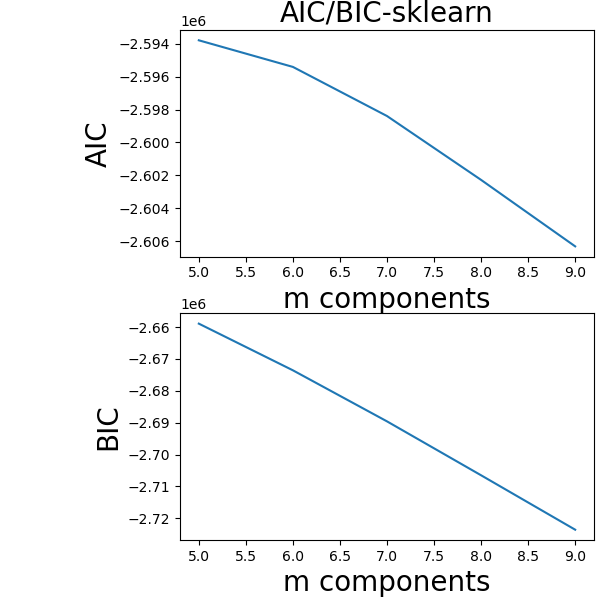 AIC/BIC-sklearn
1e6
−2.594
−2.596
−2.598
−2.600
−2.602
−2.604
−2.606
AIC
5.0 5.5 6.0 6.5 7.0 7.5 8.0 8.5 9.0
m components
1e6
−2.66
−2.67
−2.68
−2.69
−2.70
−2.71
−2.72
BIC
5.0 5.5 6.0 6.5 7.0 7.5 8.0 8.5 9.0
m components